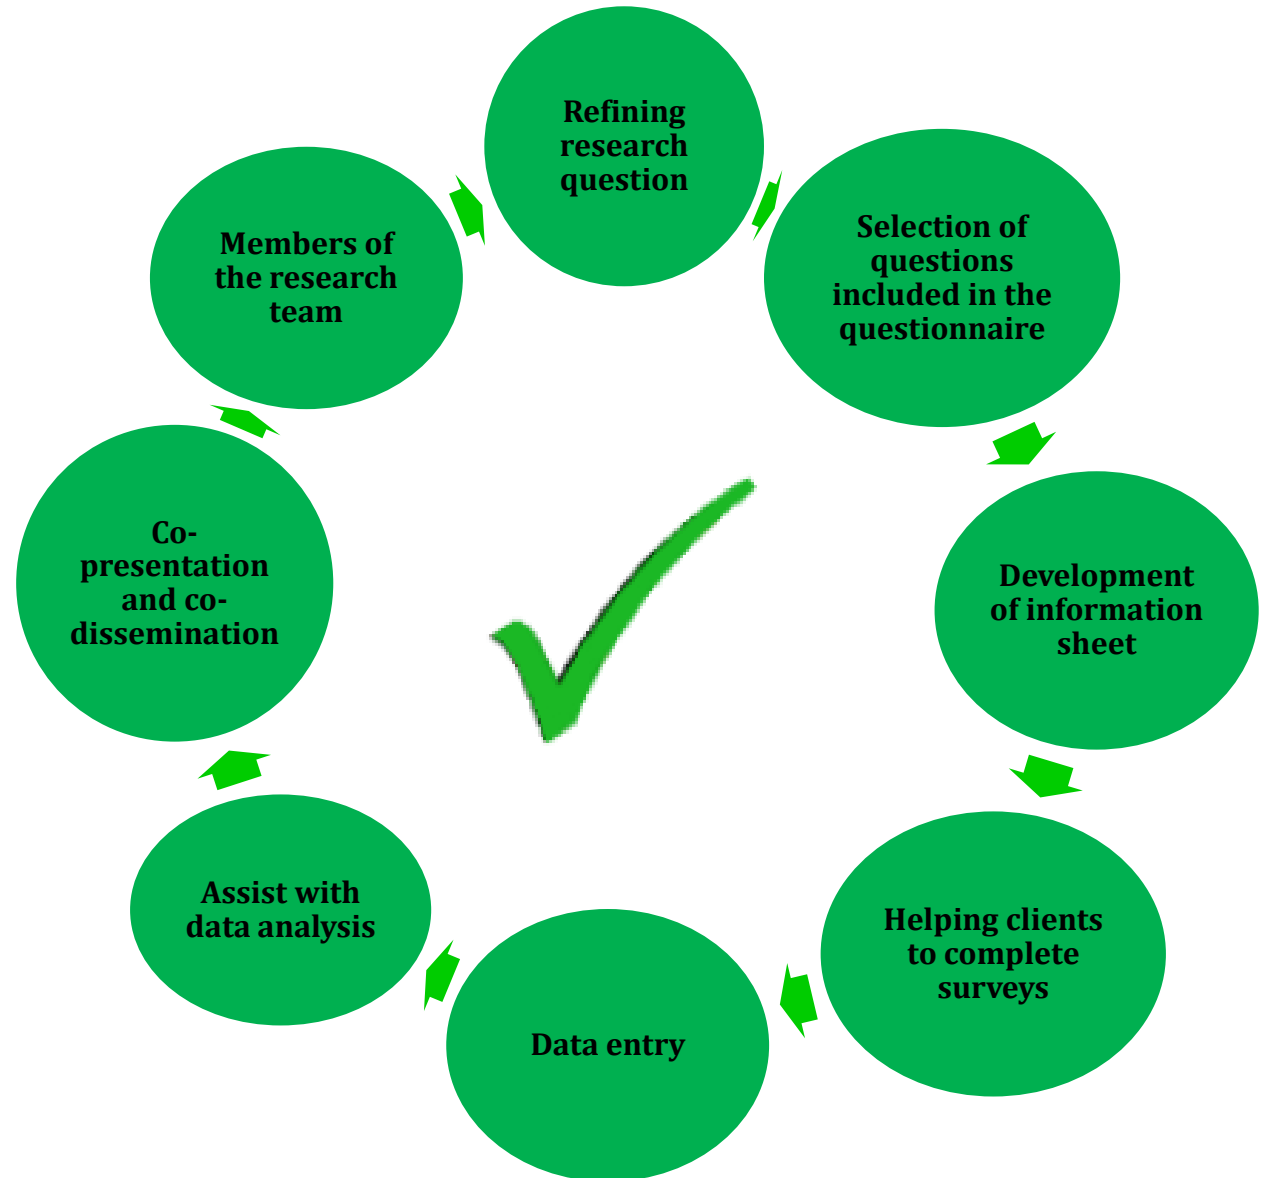 Refining
research
question
Selection of
questions
included in the
questionnaire
Development
of information
sheet
Helping clients
to complete
surveys
Data entry
Assist with
data analysis
Co-
presentation
and co-
dissemination
Members of
the research
team